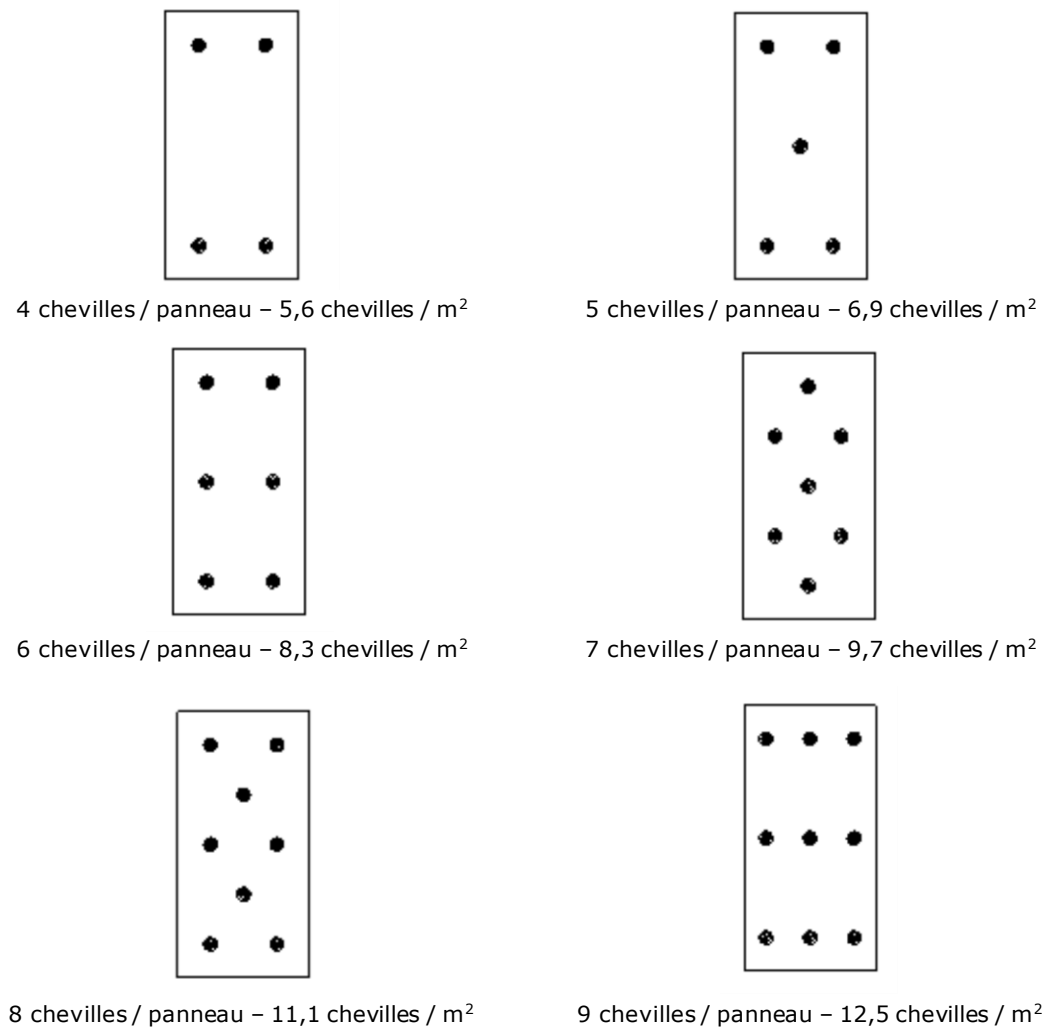 4 chevilles / panneau – 5,6 chevilles / m²
5 chevilles / panneau – 6,9 chevilles / m²
6 chevilles / panneau – 8,3 chevilles / m²
7 chevilles / panneau – 9,7 chevilles / m²
8 chevilles / panneau – 11,1 chevilles / m²
9 chevilles / panneau – 12,5 chevilles / m²